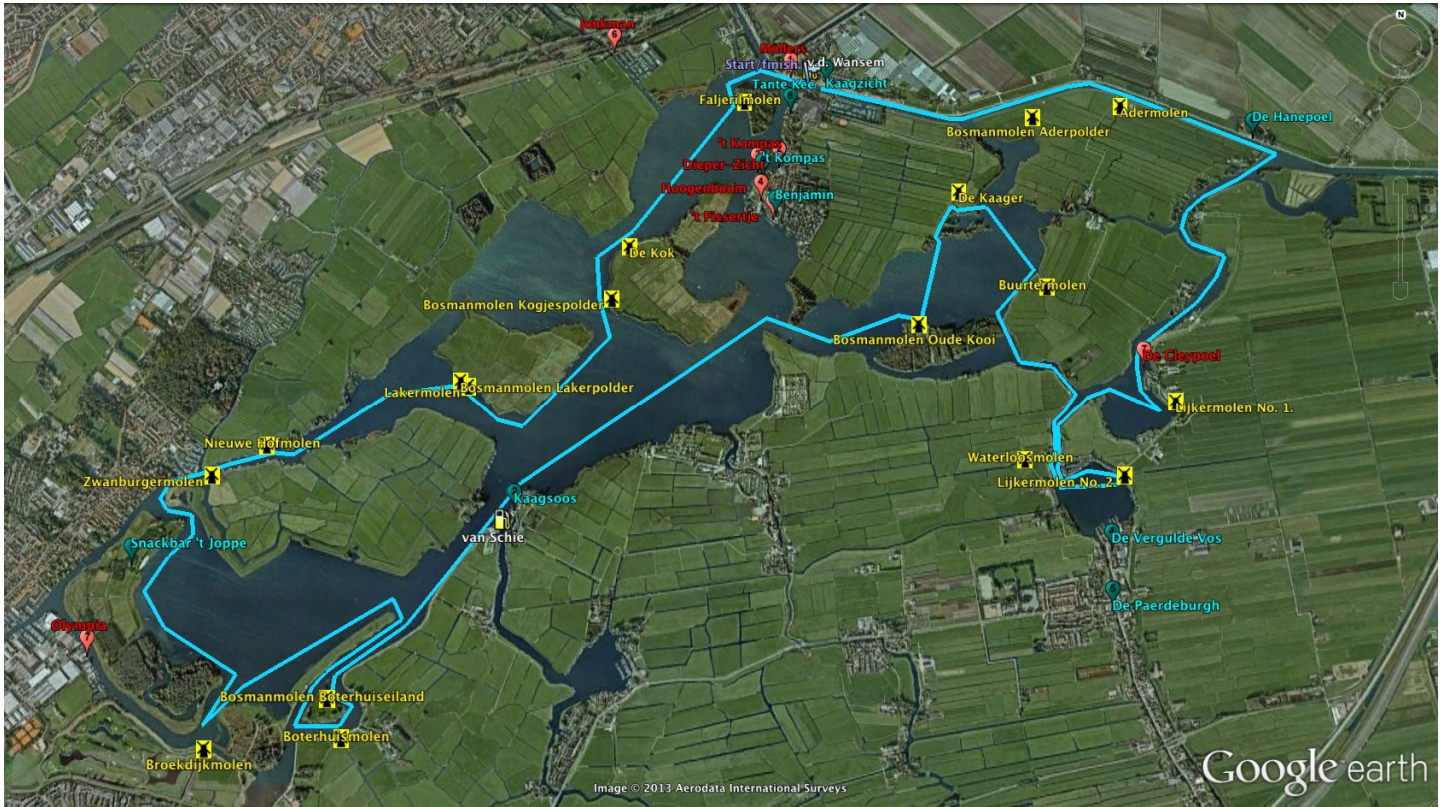 Jonkman
6
N
Möllers
Start/finish
v.d. Wansem
Tante Kee
Kaagzicht
Faljerilmolen
Adermolen
Bosmanmolen Aderpolder
De Hanepoel
't Kompas
't Kompas
Dieper-Zicht
Hoogenboom
4
Benjamin
De Kaager
't Fissertje
De Kok
Buurtermolen
Bosmanmolen Kogjespolder
Bosmanmolen Oude Kooi
De Cleypoel
Lakermolen
Bosmanmolen Lakerpolder
Lijkermolen No. 1.
Nieuwe Hofmolen
Waterloosmolen
Zwanburgermolen
Lijkermolen No. 2.
Kaagsoos
van Schie
De Vergulde Vos
Snackbar 't Joppe
De Paerdeburgh
Olympia
Bosmanmolen Boterhuiseiland
Boterhuismolen
Broekdijkmolen
Google earth
Image © 2013 Aerodata International Surveys